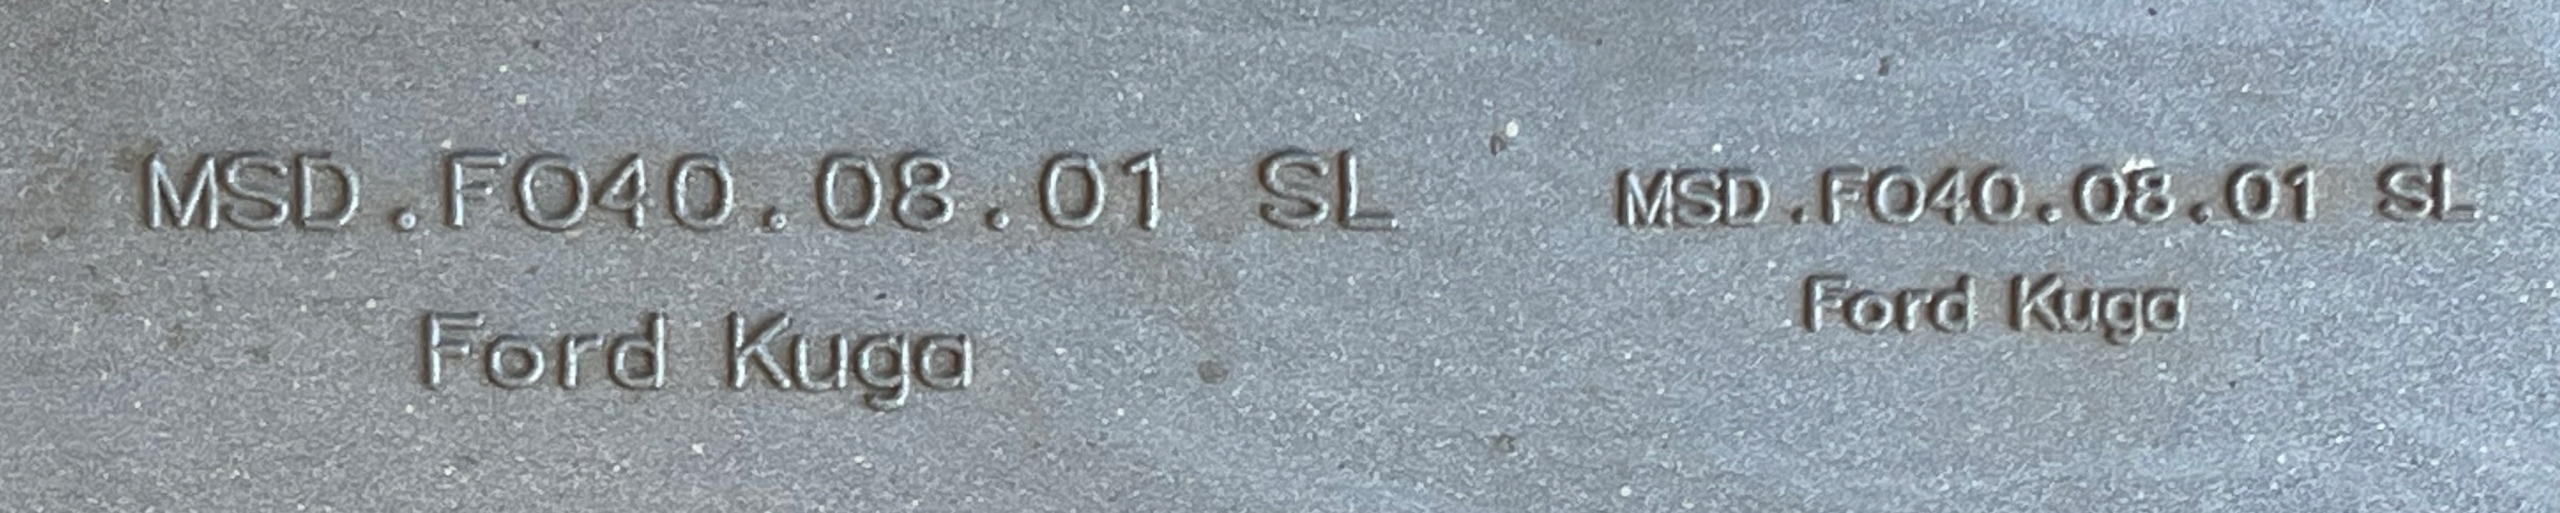 MSD.FO40.08.01 SL
Ford Kuga
MSD.FO40.08.01 SL
Ford Kuga